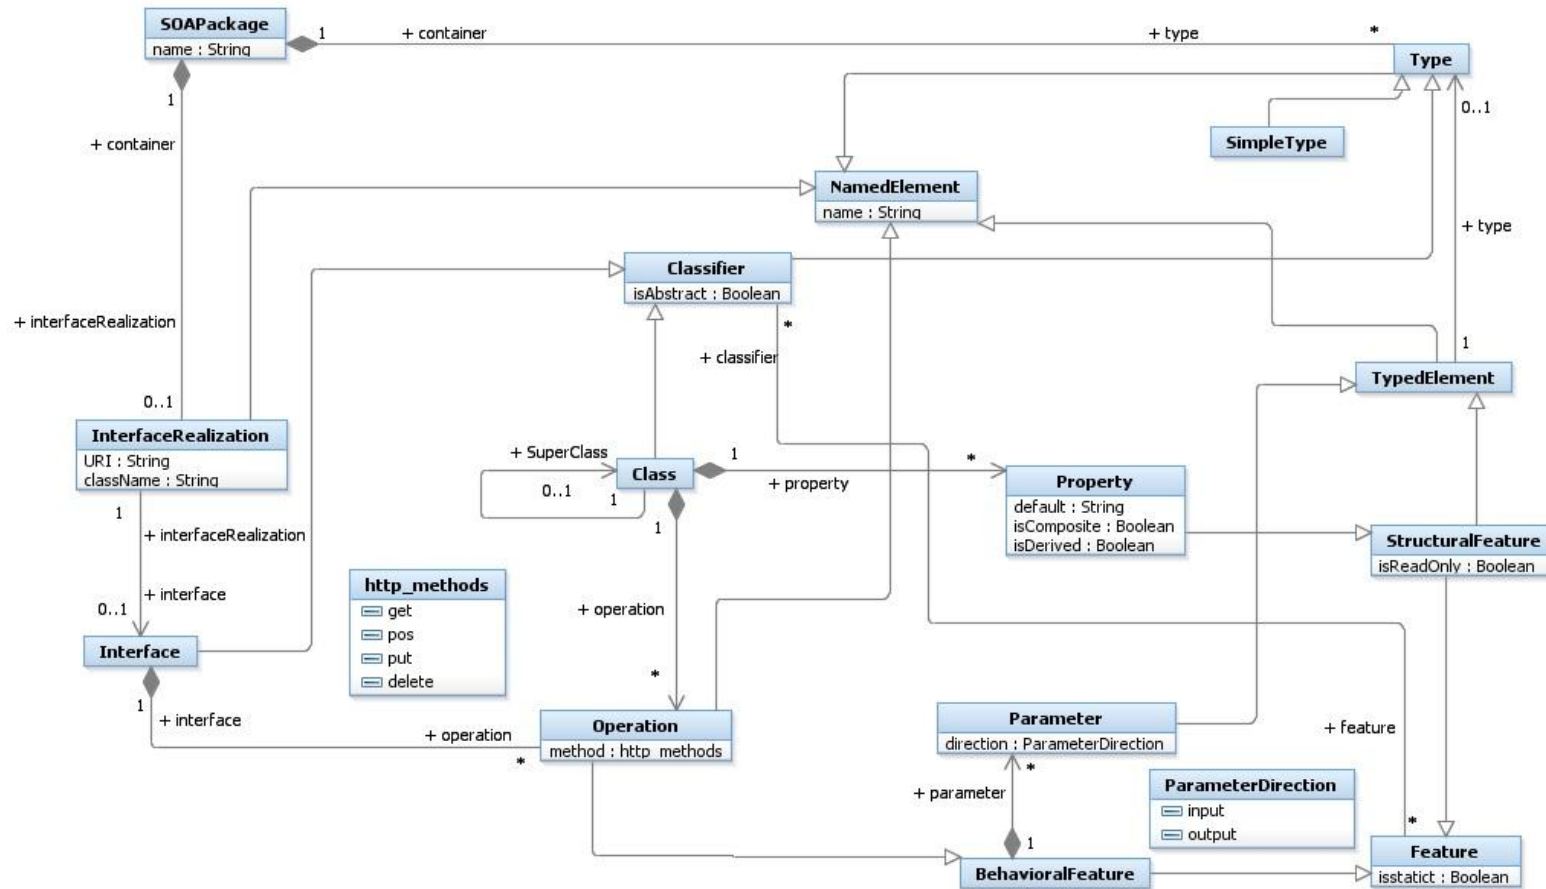 SOAPackage
name : String
1
+ container
+ type
*
Type
1
+ container
0..1
SimpleType
NamedElement
name : String
+ type
Classifier
isAbstract : Boolean
+ interfaceRealization
*
+ classifier
1
TypedElement
0..1
InterfaceRealization
URI : String
className : String
+ SuperClass
Class
0..1
1
1
*
+ property
Property
default : String
isComposite : Boolean
isDerived : Boolean
1
1
+ interfaceRealization
StructuralFeature
isReadOnly : Boolean
http_methods
get
pos
put
delete
+ interface
0..1
+ operation
Interface
*
1
+ interface
+ operation
*
Operation
method : http_methods
Parameter
direction : ParameterDirection
+ feature
*
+ parameter
1
ParameterDirection
input
output
*
BehavioralFeature
Feature
isstatict : Boolean